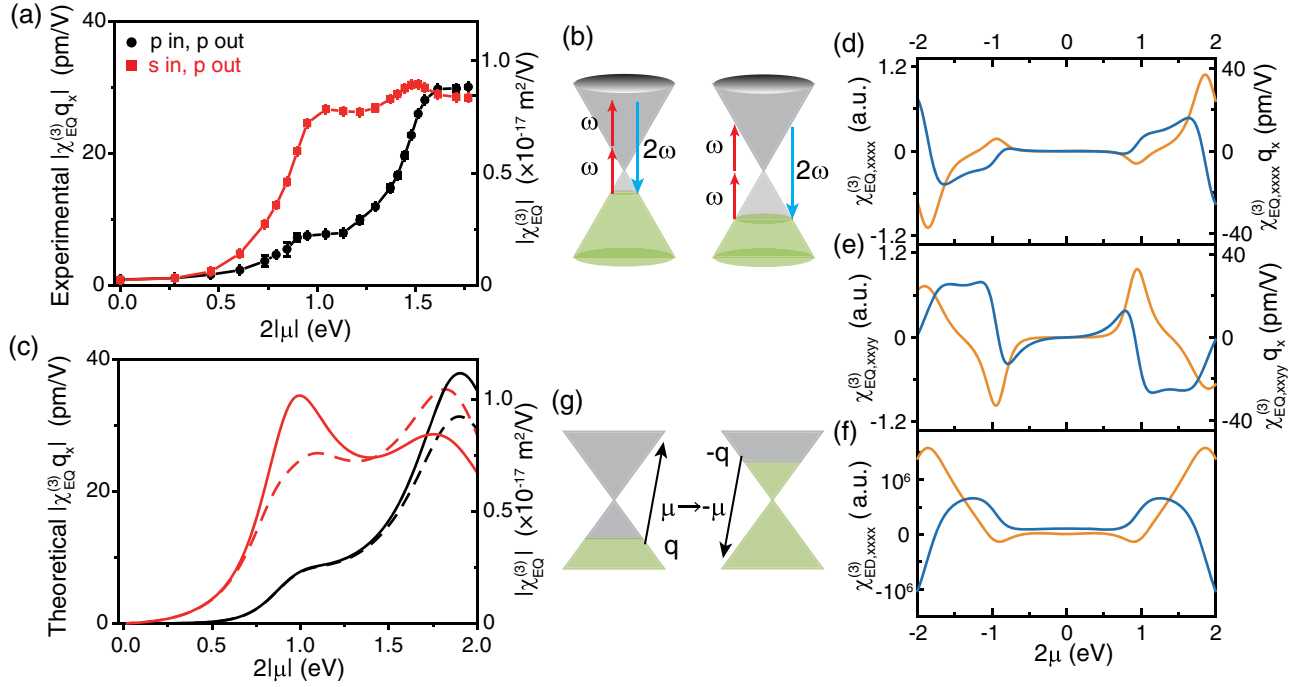 (a)
Experimental |χ(3)EQ qx| (pm/V)
40
30
20
10
0
p in, p out
s in, p out
1.0
0.5
0.0
|χ(3)EQ| (×10-17 m2/V)
0.0 0.5 1.0 1.5
2|μ| (eV)
(b)
ω
ω
2ω
ω
ω
2ω
(c)
Theoretical |χ(3)EQ qx| (pm/V)
40
20
0
1.0
0.5
0.0
|χ(3)EQ| (×10-17 m2/V)
0.0 0.5 1.0 1.5 2.0
2|μ| (eV)
(g)
q
μ→-μ
-q
(d)
-2 -1 0 1 2
χ(3)EQ,xxxx (a.u.)
1.2
0
-1.2
40
0
-40
χ(3)EQ,xxxx qx (pm/V)
(e)
χ(3)EQ,xxyy (a.u.)
1.2
0
-1.2
40
0
-40
χ(3)EQ,xxyy qx (pm/V)
(f)
χ(3)ED,xxxx (a.u.)
106
0
-106
-2 -1 0 1 2
2μ (eV)